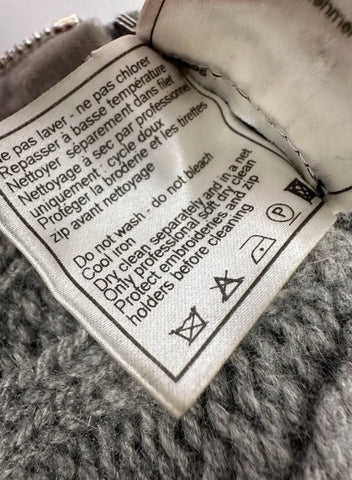 ne pas laver - ne pas chlorer
Repasser à basse température
Nettoyer séparément dans filet
Nettoyage à sec par professionnel
uniquement : cycle doux
Proteger la broderie et les tirettes
zip avant nettoyage
Do not wash - do not bleach
Cool iron
Dry clean separately and in a net
Only professional soft dry clean
Protect embroderies and zip
holders before cleaning
P